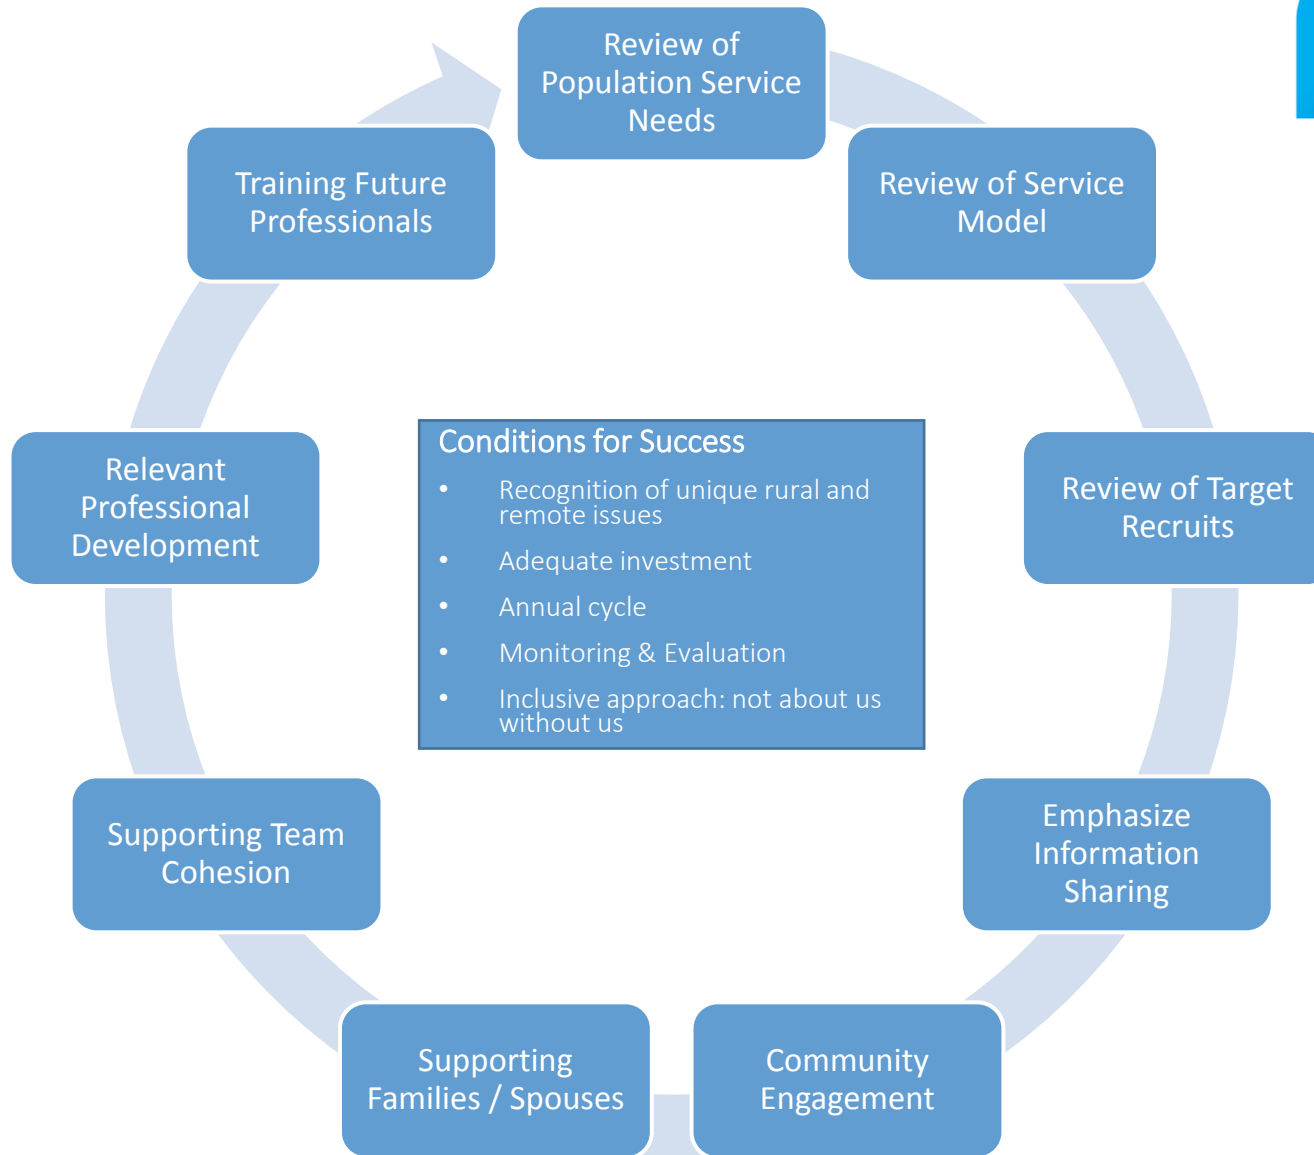 Review of
Population Service
Needs
Review of Service
Model
Review of Target
Recruits
Emphasize
Information
Sharing
Community
Engagement
Supporting
Families / Spouses
Supporting Team
Cohesion
Relevant
Professional
Development
Training Future
Professionals
Conditions for Success
• Recognition of unique rural and
remote issues
• Adequate investment
• Annual cycle
• Monitoring & Evaluation
• Inclusive approach: not about us
without us